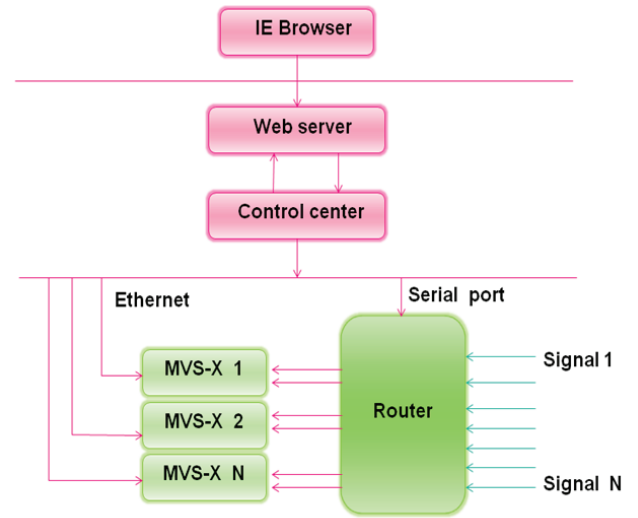 IE Browser
Web server
Control center
Ethernet
Serial port
MVS-X 1
MVS-X 2
MVS-X N
Router
Signal 1
Signal N